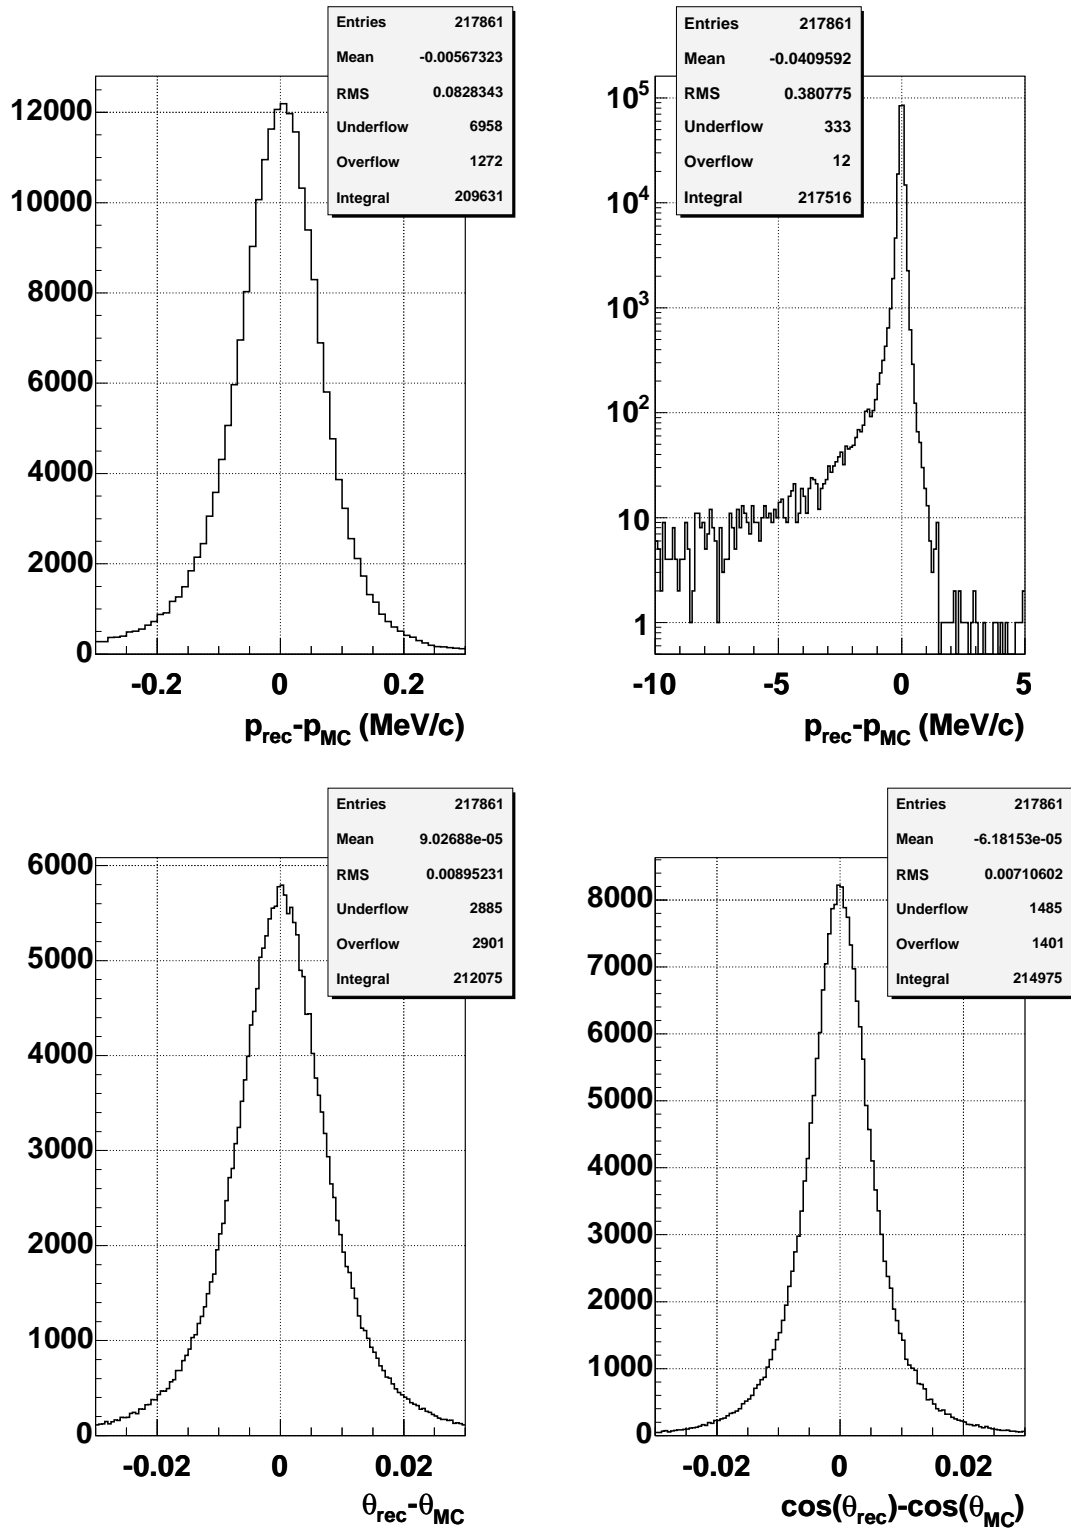 Entries 217861
Mean -0.00567323
RMS 0.0828343
Underflow 6958
Overflow 1272
Integral 209631
12000
10000
8000
6000
4000
2000
0
-0.2 0 0.2
p_rec-p_MC (MeV/c)
Entries 217861
Mean -0.0409592
RMS 0.380775
Underflow 333
Overflow 12
Integral 217516
10^5
10^4
10^3
10^2
10
1
-10 -5 0 5
p_rec-p_MC (MeV/c)
Entries 217861
Mean 9.02688e-05
RMS 0.00895231
Underflow 2885
Overflow 2901
Integral 212075
6000
5000
4000
3000
2000
1000
0
-0.02 0 0.02
θ_rec-θ_MC
Entries 217861
Mean -6.18153e-05
RMS 0.00710602
Underflow 1485
Overflow 1401
Integral 214975
8000
7000
6000
5000
4000
3000
2000
1000
0
-0.02 0 0.02
cos(θ_rec)-cos(θ_MC)